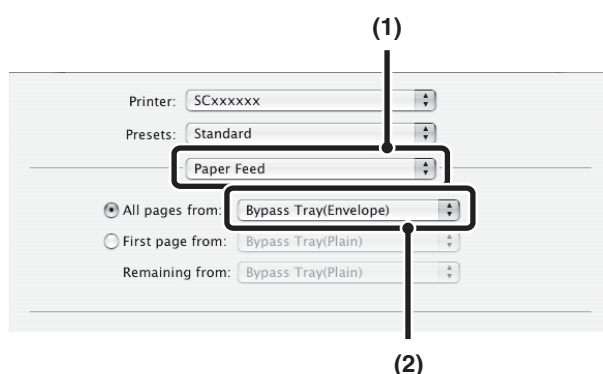 (1)
Printer: SCxxxxxx
Presets: Standard
Paper Feed
All pages from: Bypass Tray(Envelope)
First page from: Bypass Tray(Plain)
Remaining from: Bypass Tray(Plain)
(2)